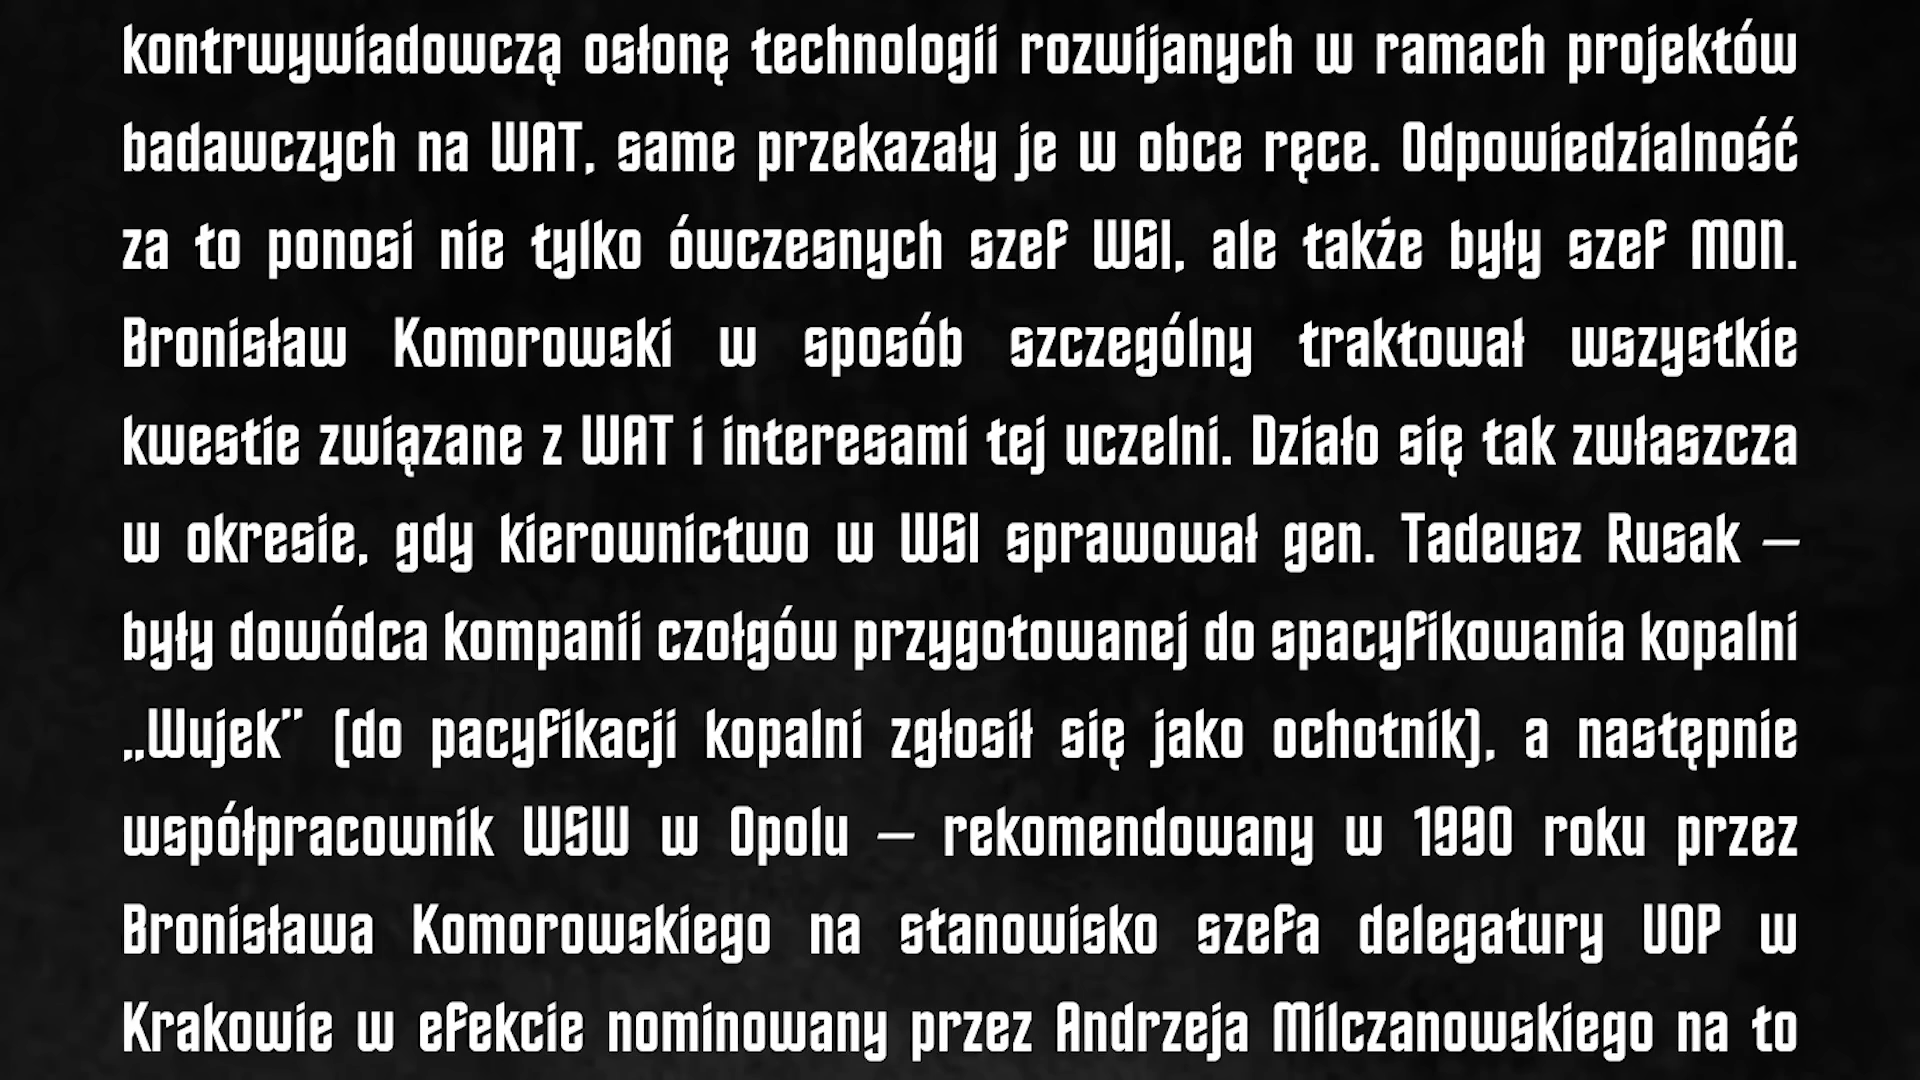 kontrwywiadowczą osłonę technologii rozwijanych w ramach projektów
badawczych na WAT, same przekazały je w obce ręce. Odpowiedzialność
za to ponosi nie tylko ówczesnych szef WSI, ale także były szef MON.
Bronisław Komorowski w sposób szczególny traktował wszystkie
kwestie związane z WAT i interesami tej uczelni. Działo się tak zwłaszcza
w okresie, gdy kierownictwo w WSI sprawował gen. Tadeusz Rusak —
były dowódca kompanii czołgów przygotowanej do spacyfikowania kopalni
„Wujek” (do pacyfikacji kopalni zgłosił się jako ochotnik), a następnie
współpracownik WSW w Opolu — rekomendowany w 1990 roku przez
Bronisława Komorowskiego na stanowisko szefa delegatury UOP w
Krakowie w efekcie nominowany przez Andrzeja Milczanowskiego na to